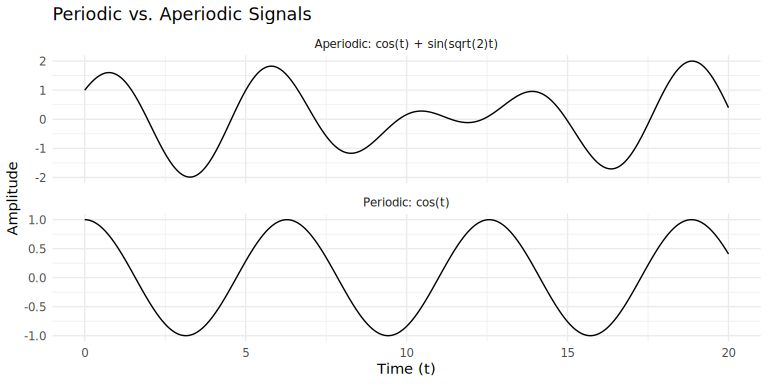 Periodic vs. Aperiodic Signals
Aperiodic: cos(t) + sin(sqrt(2)t)
2
1
0
-1
-2
Amplitude
Periodic: cos(t)
1.0
0.5
0.0
-0.5
-1.0
0 5 10 15 20
Time (t)